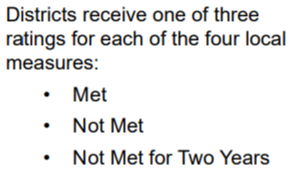 Districts receive one of three
ratings for each of the four local
measures:
• Met
• Not Met
• Not Met for Two Years